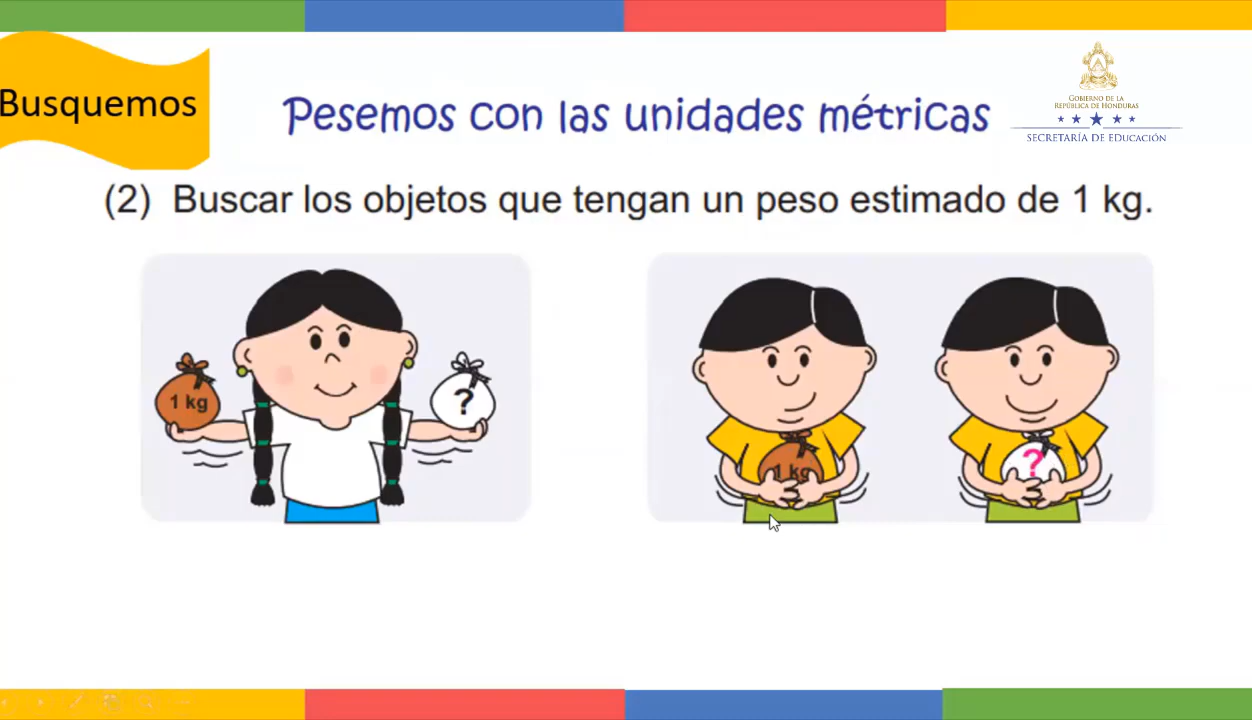 Busquemos
Pesemos con las unidades métricas
GOBIERNO DE LA
REPÚBLICA DE HONDURAS
SECRETARÍA DE EDUCACIÓN
(2) Buscar los objetos que tengan un peso estimado de 1 kg.
1 kg
?
1 kg
?